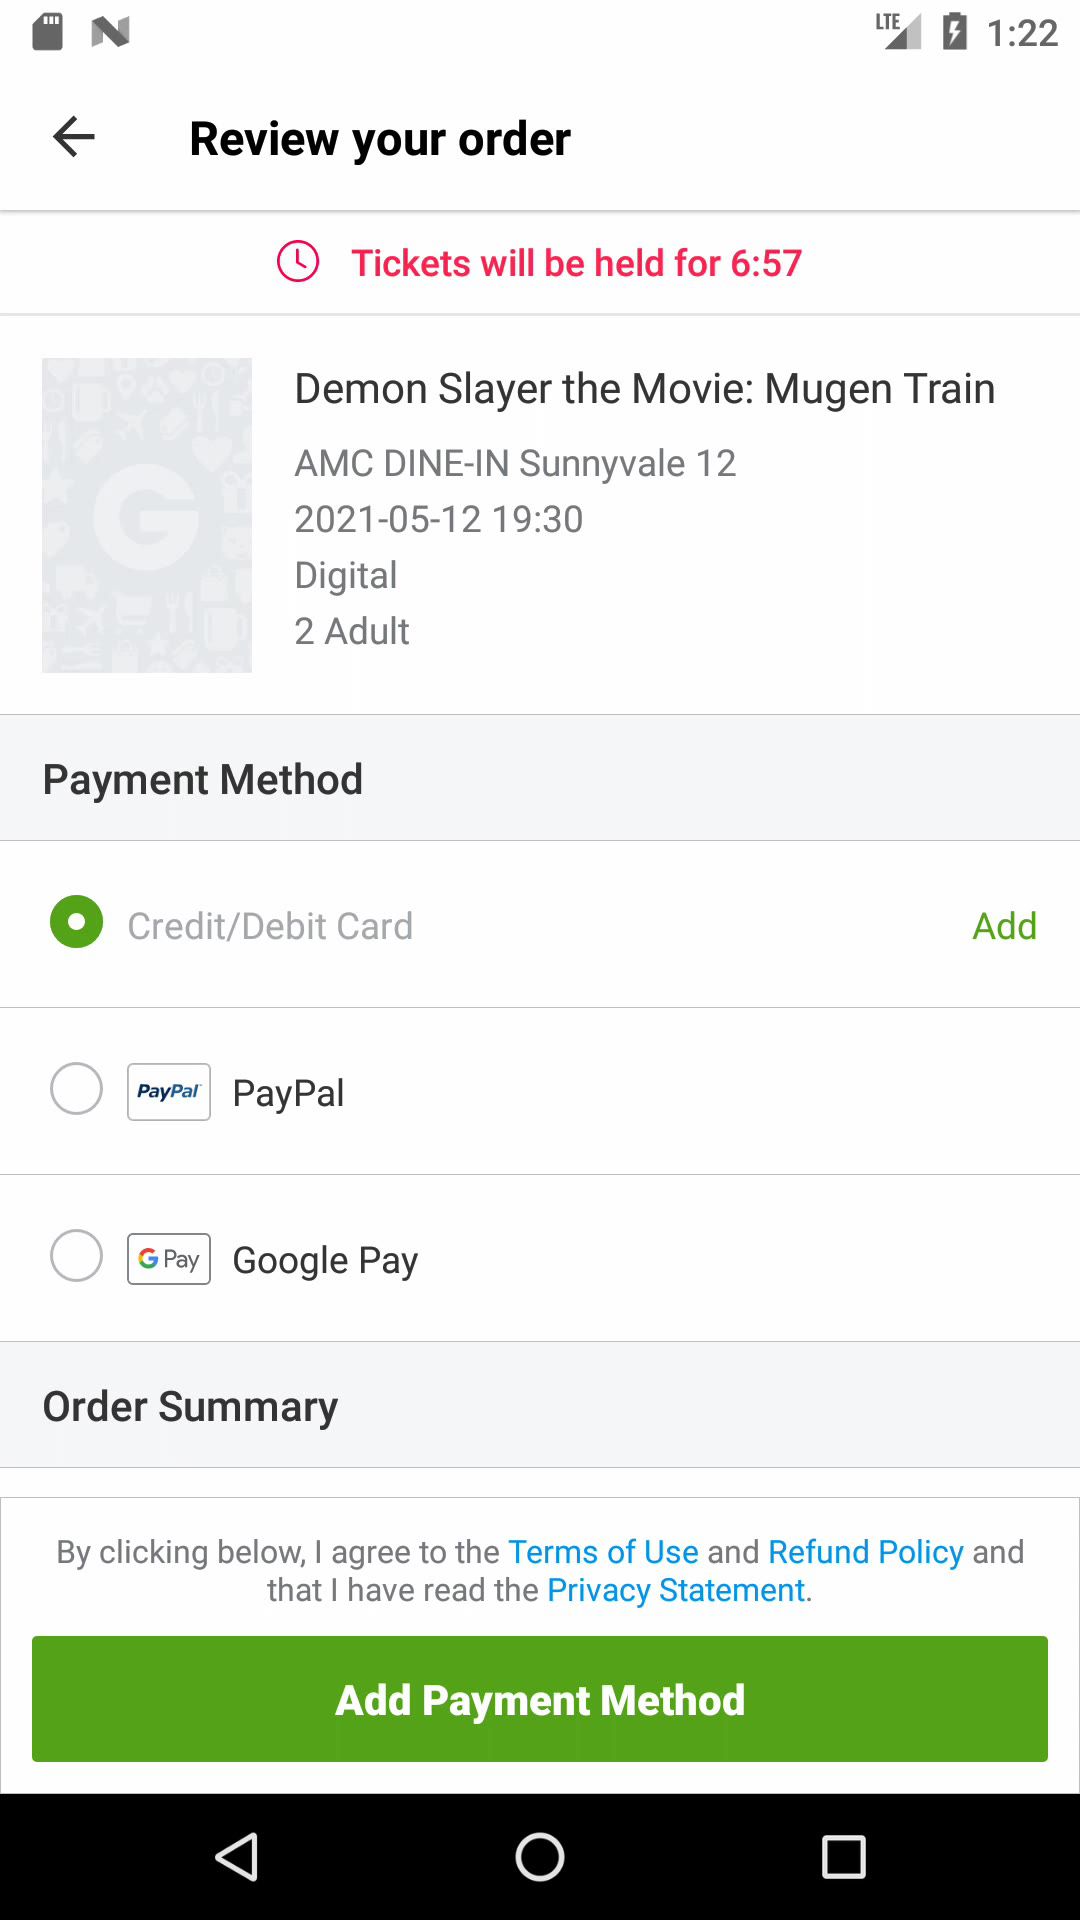 LTE 1:22
Review your order
Tickets will be held for 6:57
Demon Slayer the Movie: Mugen Train
AMC DINE-IN Sunnyvale 12
2021-05-12 19:30
Digital
2 Adult
G
Payment Method
Credit/Debit Card Add
PayPal PayPal
G Pay Google Pay
Order Summary
By clicking below, I agree to the Terms of Use and Refund Policy and
that I have read the Privacy Statement.
Add Payment Method